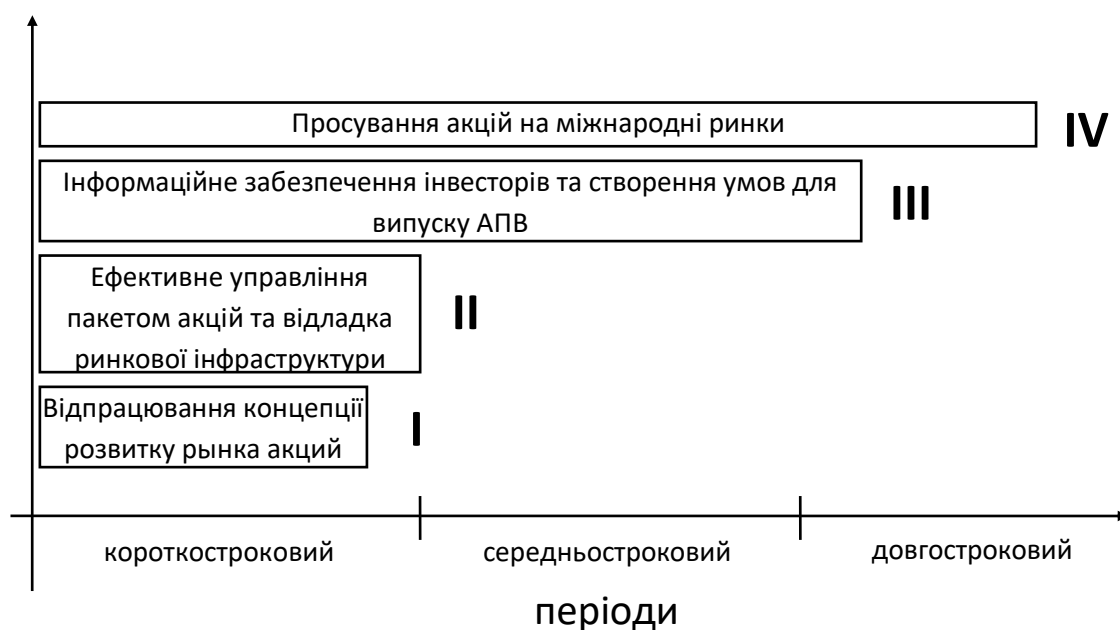 Просування акцій на міжнародні ринки
IV
Інформаційне забезпечення інвесторів та створення умов для
випуску АПВ
III
Ефективне управління
пакетом акцій та відладка
ринкової інфраструктури
II
Відпрацювання концепції
розвитку рынка акций
I
короткостроковий
середньостроковий
довгостроковий
періоди